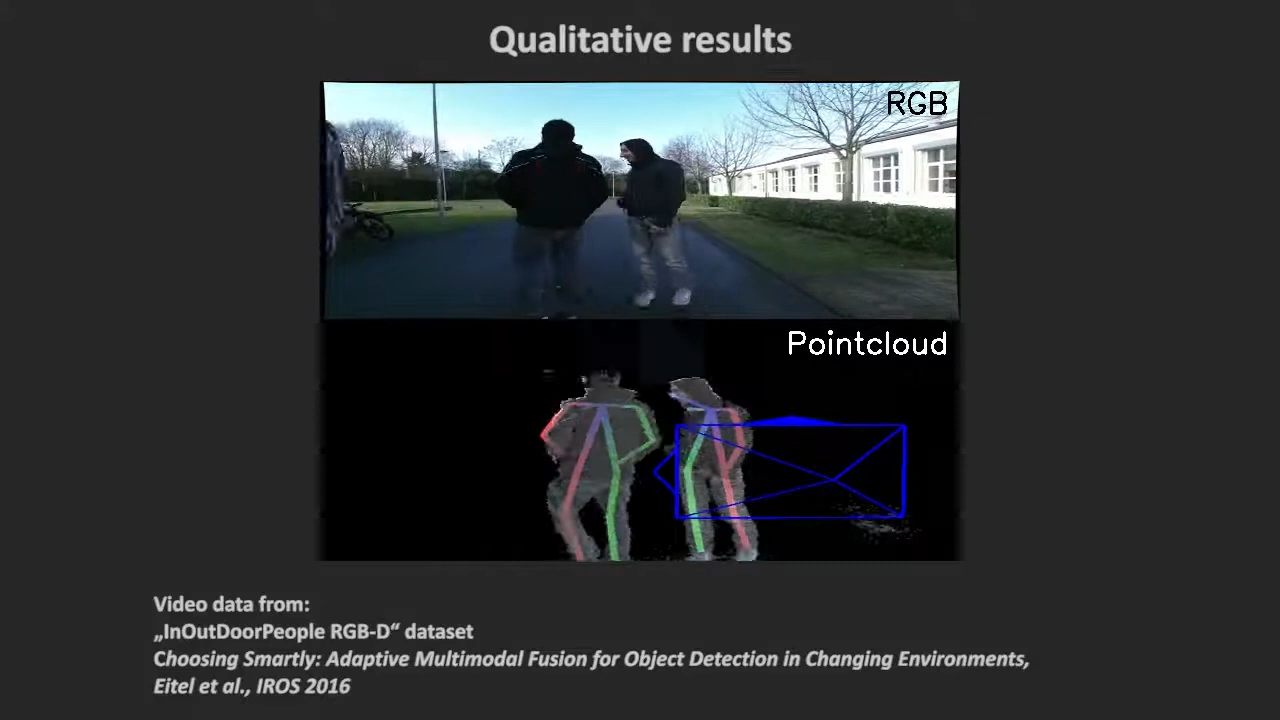 Qualitative results
RGB
Pointcloud
Video data from:
„InOutDoorPeople RGB-D“ dataset
Choosing Smartly: Adaptive Multimodal Fusion for Object Detection in Changing Environments,
Eitel et al., IROS 2016